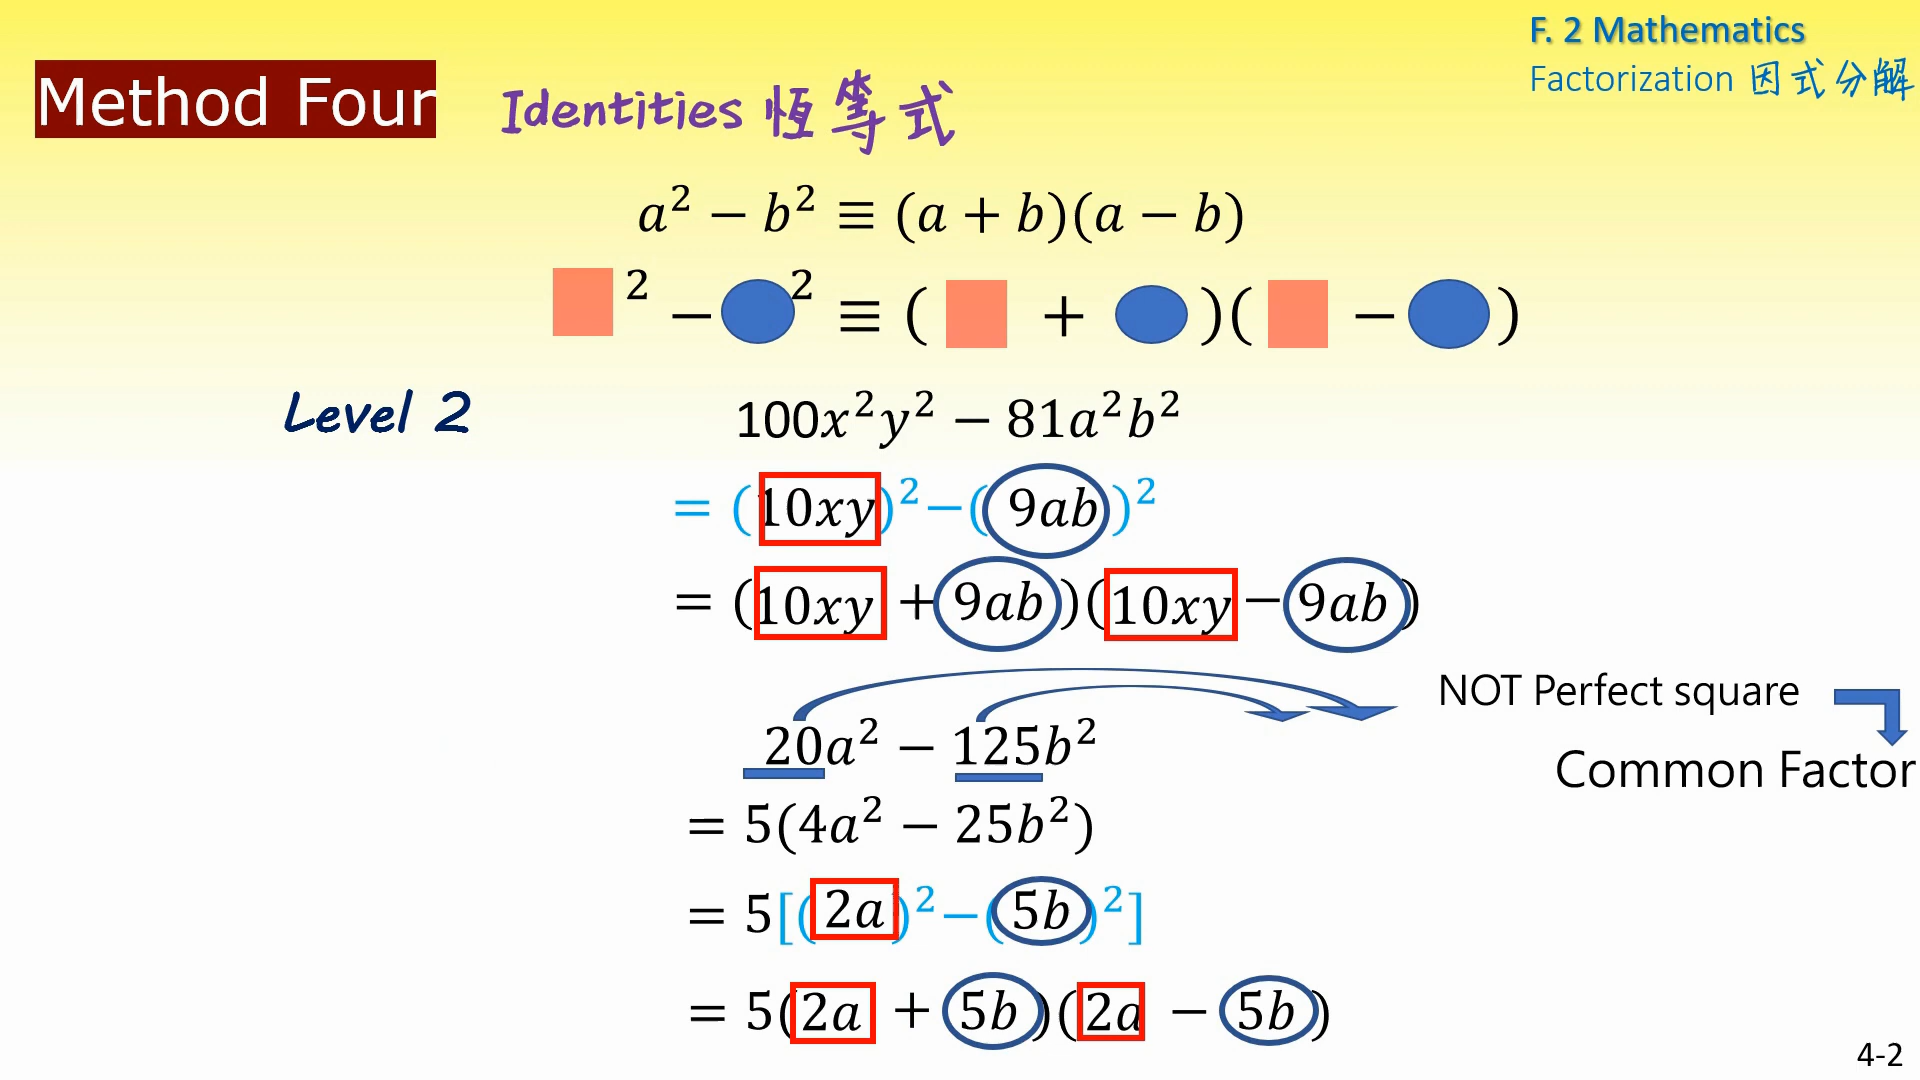 F. 2 Mathematics
Factorization 因式分解
Method Four
Identities 恆等式
a² − b² ≡ (a + b)(a − b)
² − ² ≡ ( + )( − )
Level 2
100x²y² − 81a²b²
= (10xy)²−( 9ab )²
= (10xy + 9ab )(10xy − 9ab )
NOT Perfect square
20a² − 125b²
Common Factor
= 5(4a² − 25b²)
= 5[( 2a )²−( 5b )²]
= 5(2a + 5b )(2a − 5b )
4-2